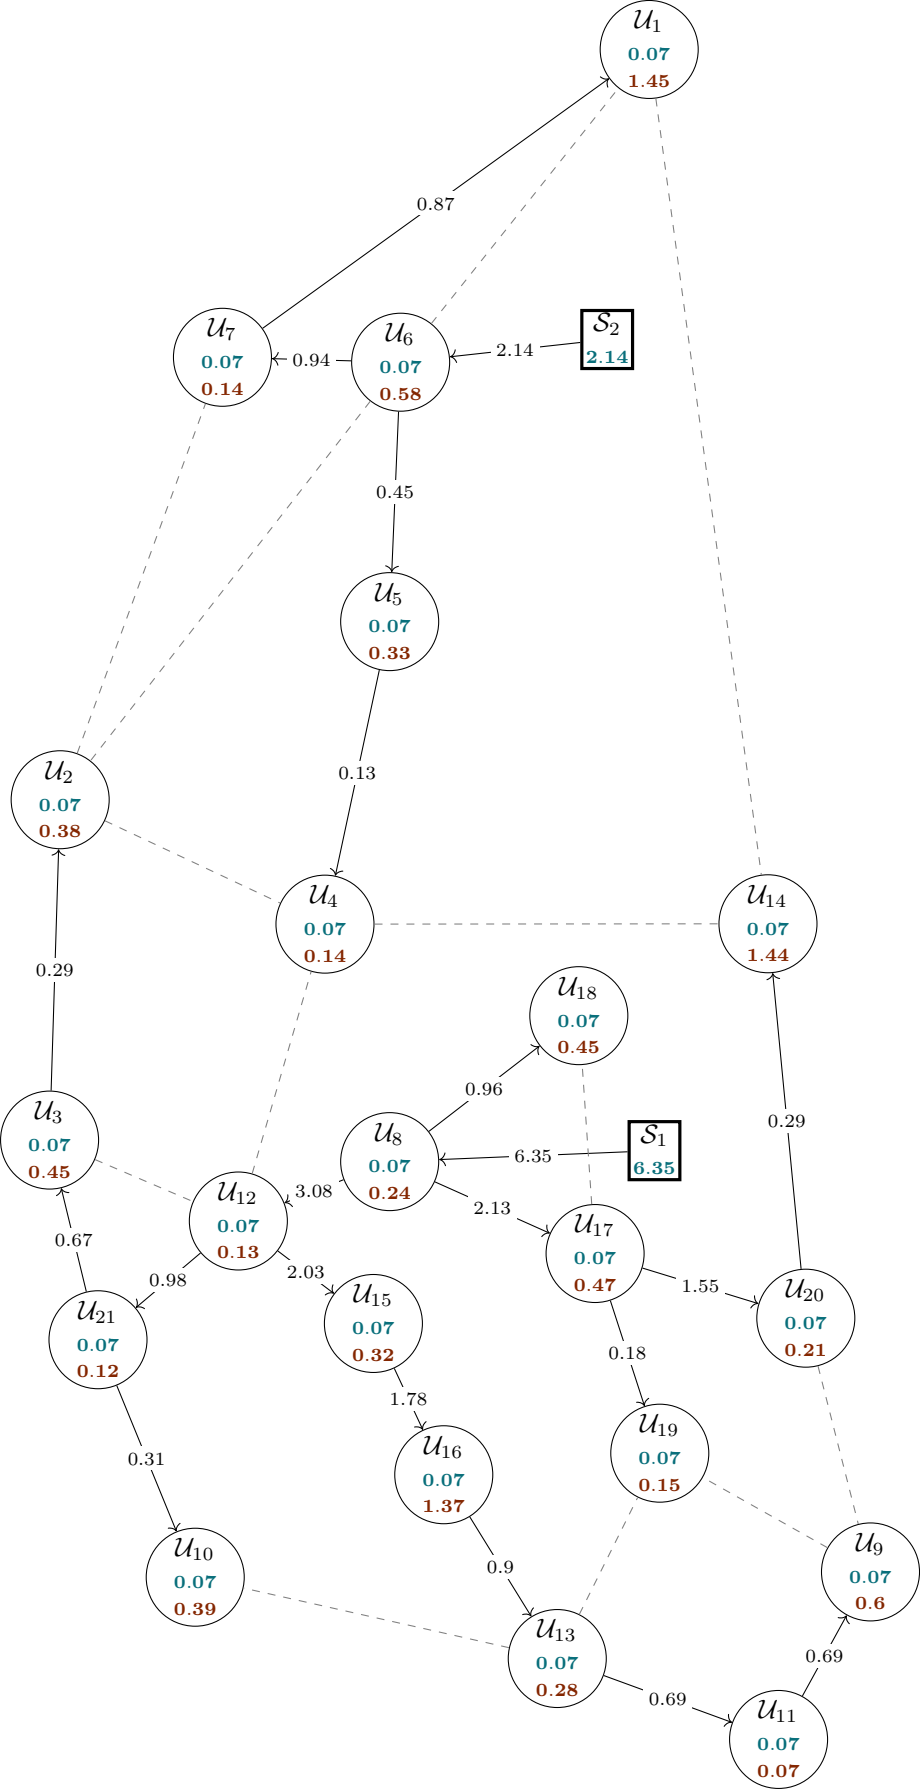 𝒰₁
0.07
1.45
0.87
𝒰₇
0.07
0.14
0.94
𝒰₆
0.07
0.58
2.14
𝒮₂
2.14
0.45
𝒰₅
0.07
0.33
0.13
𝒰₂
0.07
0.38
𝒰₄
0.07
0.14
𝒰₁₄
0.07
1.44
0.29
𝒰₁₈
0.07
0.45
0.96
𝒰₃
0.07
0.45
𝒰₈
0.07
0.24
6.35
𝒮₁
6.35
0.29
3.08
2.13
𝒰₁₂
0.07
0.13
0.67
𝒰₁₇
0.07
0.47
0.98
2.03
1.55
𝒰₂₁
0.07
0.12
𝒰₁₅
0.07
0.32
𝒰₂₀
0.07
0.21
0.18
1.78
0.31
𝒰₁₆
0.07
1.37
𝒰₁₉
0.07
0.15
𝒰₁₀
0.07
0.39
0.9
𝒰₉
0.07
0.6
𝒰₁₃
0.07
0.28
0.69
0.69
𝒰₁₁
0.07
0.07